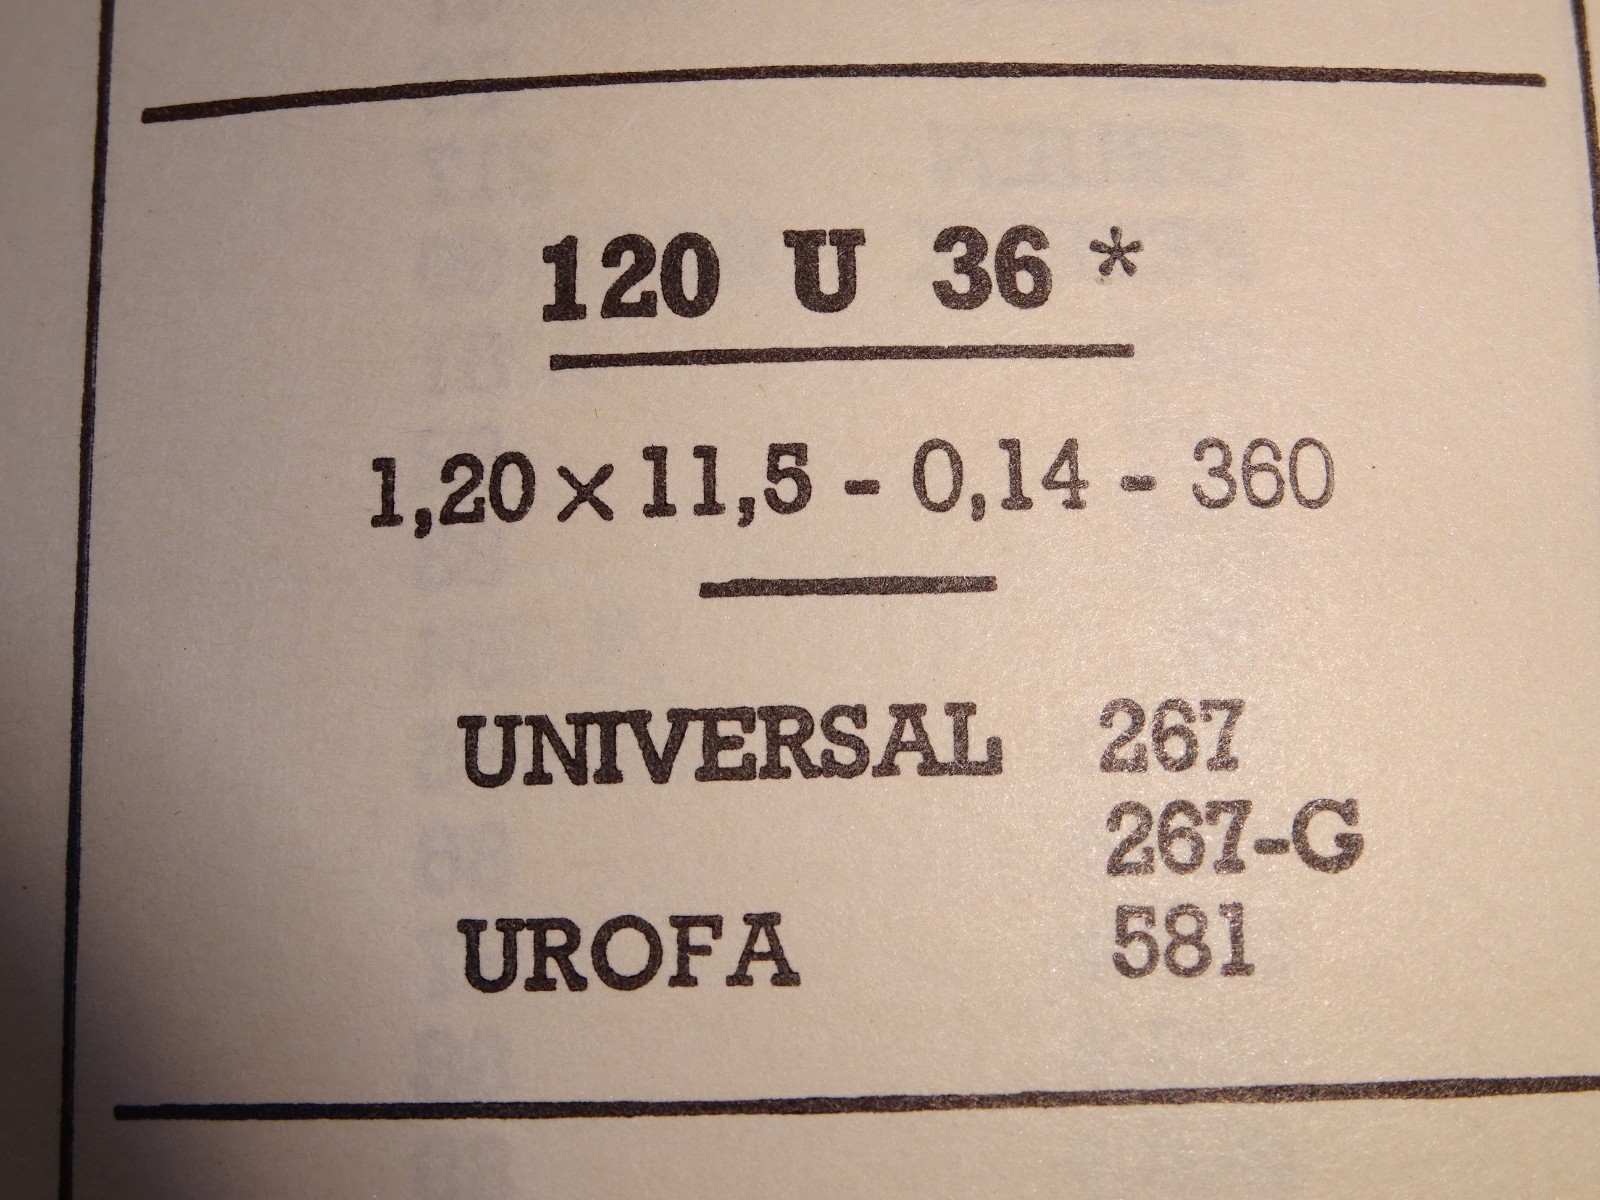 120 U 36 *
1,20 × 11,5 - 0,14 - 360
UNIVERSAL 267
267-G
UROFA 581